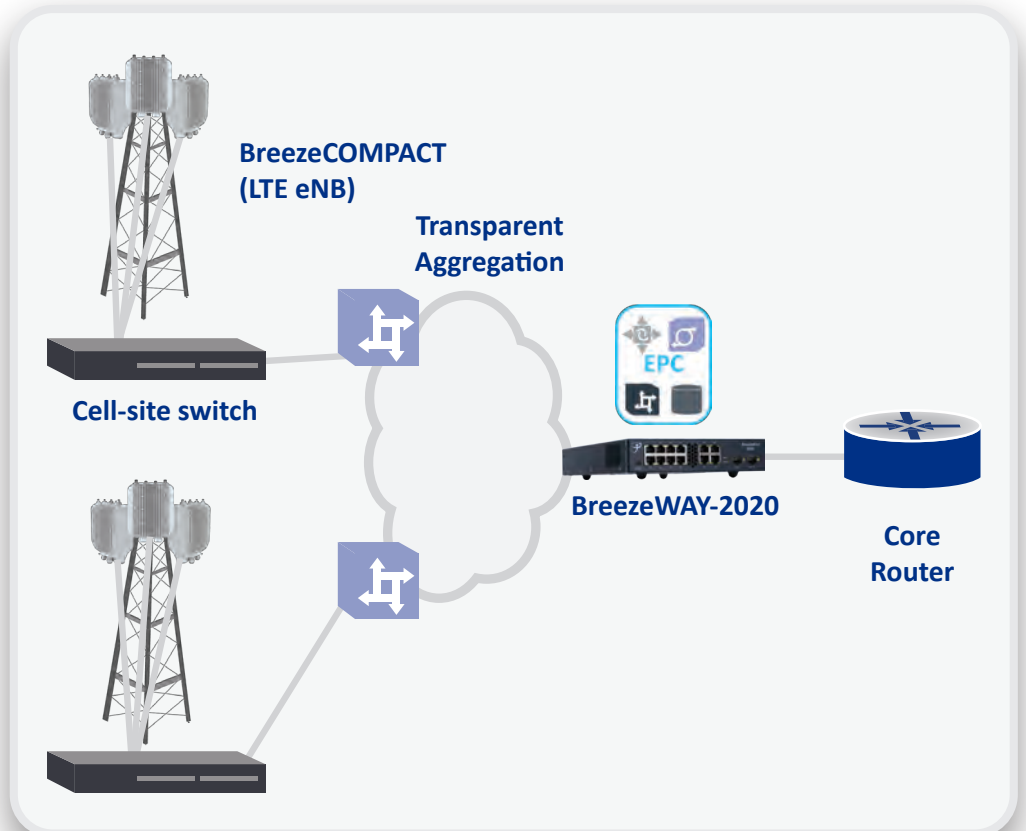 BreezeCOMPACT
(LTE eNB)
Transparent
Aggregation
EPC
Cell-site switch
BreezeWAY-2020
Core
Router